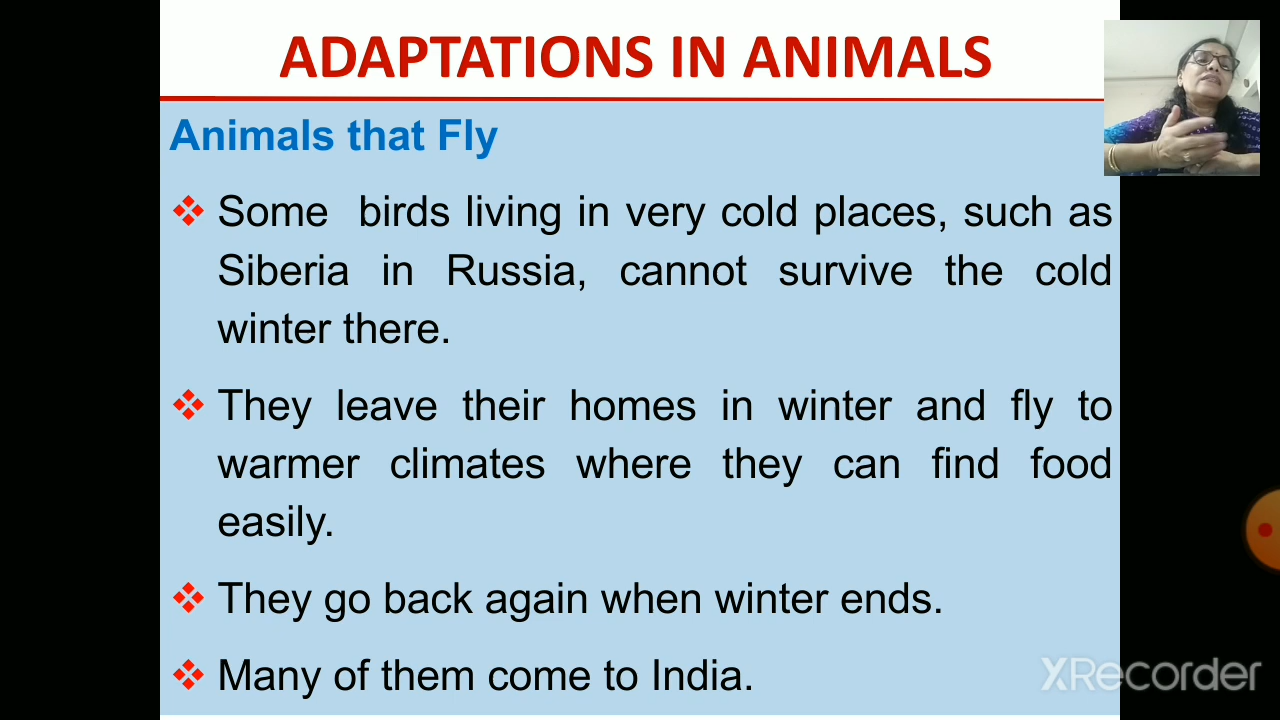 ADAPTATIONS IN ANIMALS
Animals that Fly
❖ Some birds living in very cold places, such as
Siberia in Russia, cannot survive the cold
winter there.
❖ They leave their homes in winter and fly to
warmer climates where they can find food
easily.
❖ They go back again when winter ends.
❖ Many of them come to India.
XRecorder